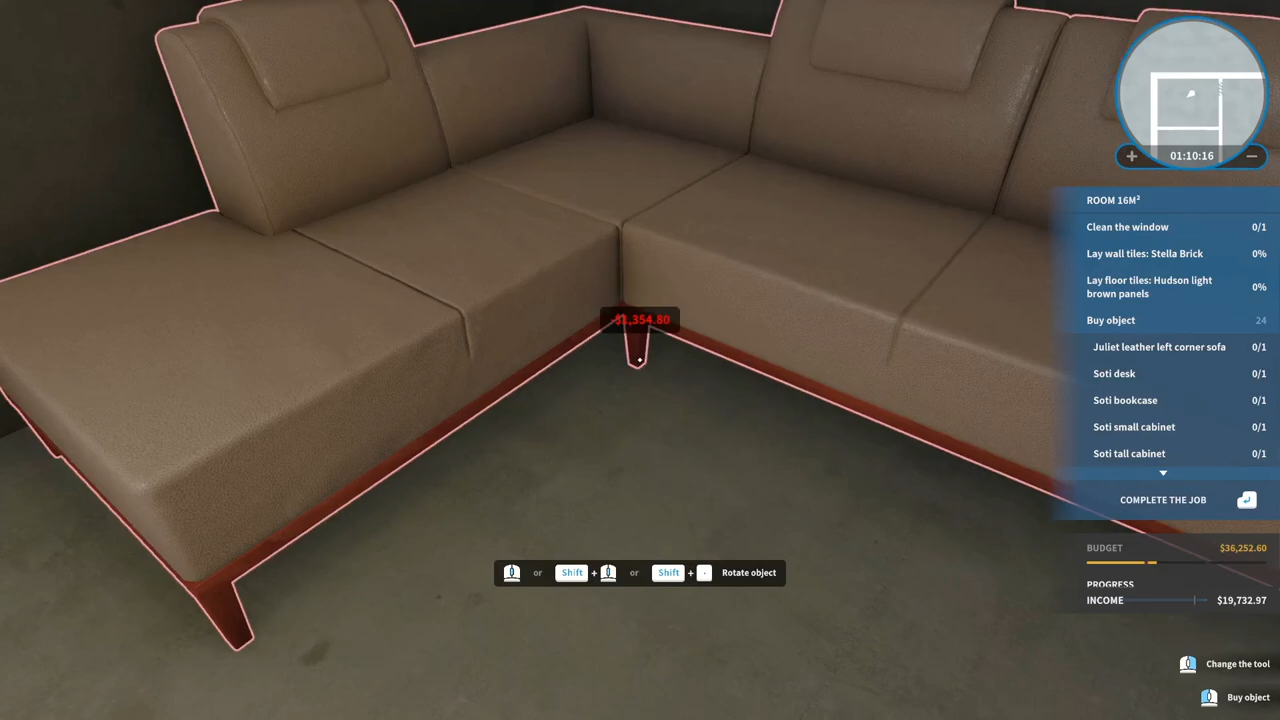 01:10:16
ROOM 16M²
Clean the window 0/1
Lay wall tiles: Stella Brick 0%
Lay floor tiles: Hudson light
brown panels 0%
Buy object 24
Juliet leather left corner sofa 0/1
Soti desk 0/1
Soti bookcase 0/1
Soti small cabinet 0/1
Soti tall cabinet 0/1
COMPLETE THE JOB
-$1,354.80
or Shift + or Shift + · Rotate object
BUDGET $36,252.60
PROGRESS
INCOME $19,732.97
Change the tool
Buy object